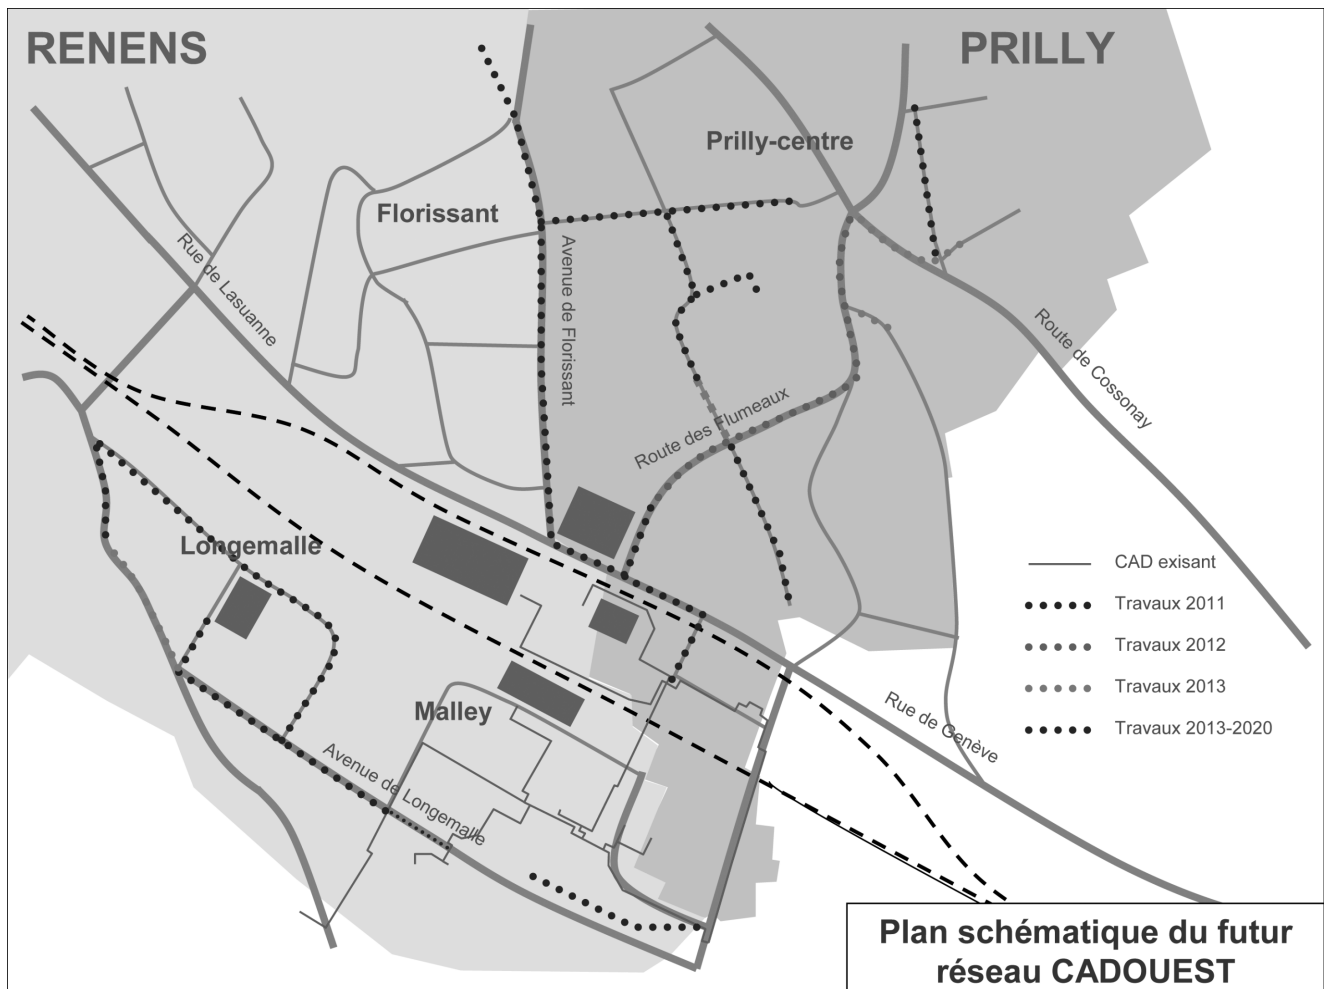 RENENS
PRILLY
Prilly-centre
Florissant
Rue de Lasuanne
Avenue de Florissant
Route de Cossonay
Route des Flumeaux
Longemalle
CAD exisant
Travaux 2011
Travaux 2012
Travaux 2013
Travaux 2013-2020
Malley
Rue de Genève
Avenue de Longemalle
Plan schématique du futur
réseau CADOUEST